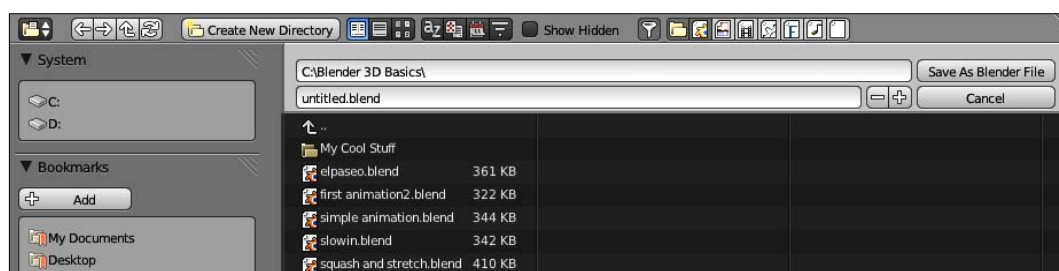 Create New Directory
Show Hidden
F
System
C:
D:
Bookmarks
Add
My Documents
Desktop
C:\Blender 3D Basics\
Save As Blender File
untitled.blend
Cancel
..
My Cool Stuff
elpaseo.blend 361 KB
first animation2.blend 322 KB
simple animation.blend 344 KB
slowin.blend 342 KB
squash and stretch.blend 410 KB